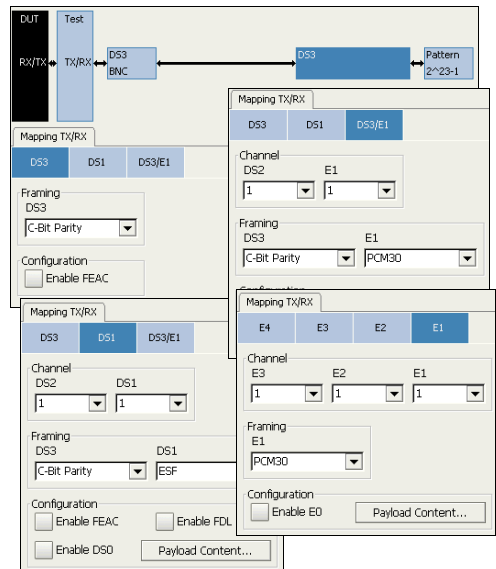 DUT
Test
RX/TX
TX/RX
DS3
BNC
DS3
Pattern
2^23-1
Mapping TX/RX
DS3
DS1
DS3/E1
Framing
DS3
C-Bit Parity
Configuration
Enable FEAC
Mapping TX/RX
DS3
DS1
DS3/E1
Channel
DS2
E1
1
1
Framing
DS3
E1
C-Bit Parity
PCM30
Mapping TX/RX
DS3
DS1
DS3/E1
Channel
DS2
DS1
1
1
Framing
DS3
DS1
C-Bit Parity
ESF
Configuration
Enable FEAC
Enable FDL
Enable DS0
Payload Content...
Mapping TX/RX
E4
E3
E2
E1
Channel
E3
E2
E1
1
1
1
Framing
E1
PCM30
Configuration
Enable E0
Payload Content...